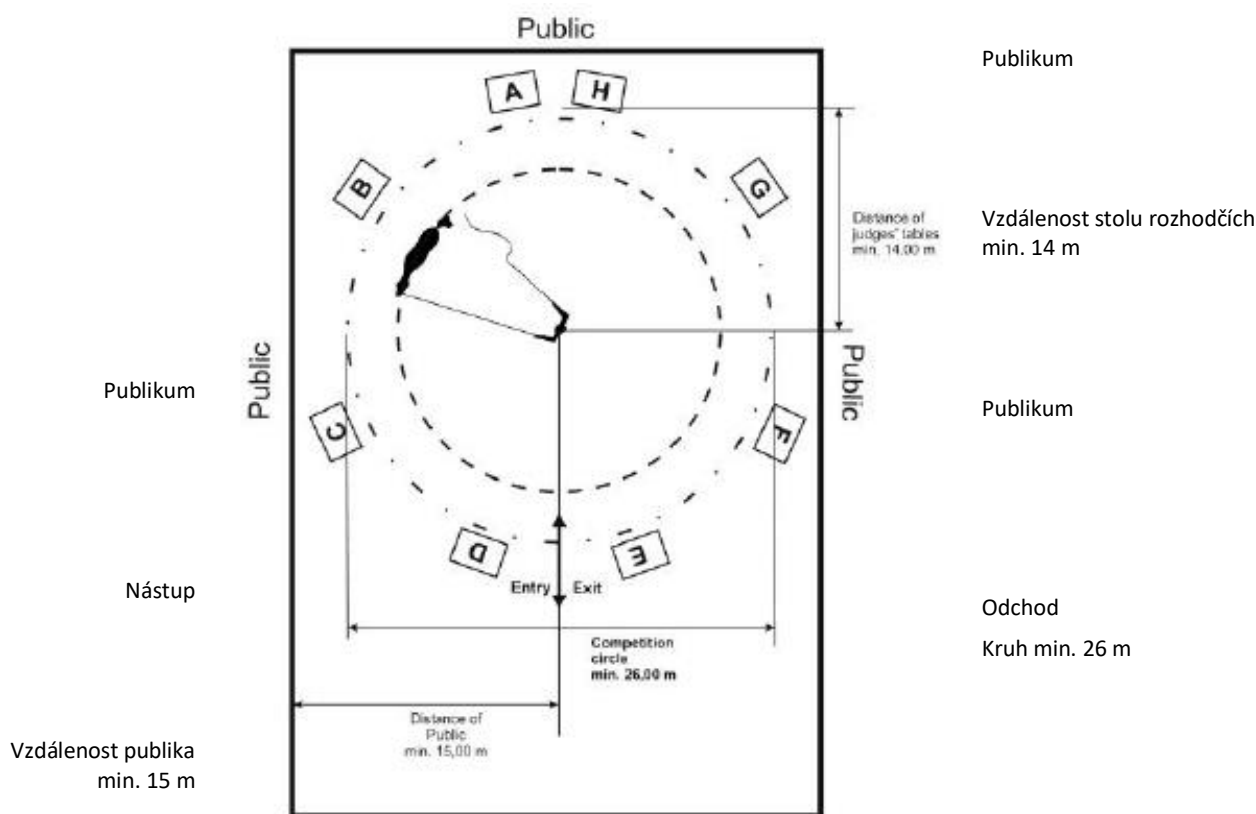 Public
Publikum
A
H
B
G
Distance of
judges' tables
min. 14,00 m
Vzdálenost stolu rozhodčích
min. 14 m
Publikum
Public
Public
Publikum
C
F
D
E
Nástup
Entry
Exit
Odchod
Competition
circle
min. 26,00 m
Kruh min. 26 m
Distance of
Public
min. 15,00 m
Vzdálenost publika
min. 15 m